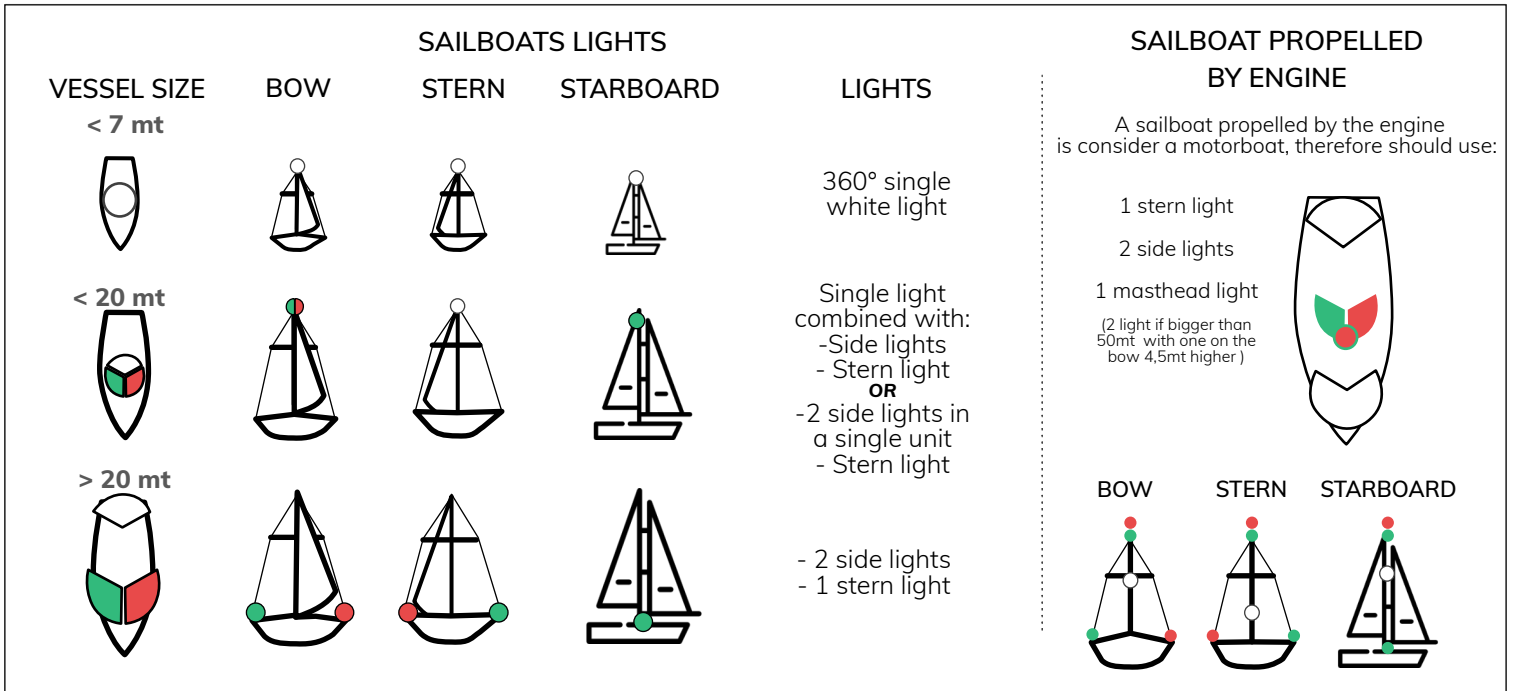 SAILBOATS LIGHTS
VESSEL SIZE
BOW
STERN
STARBOARD
LIGHTS
< 7 mt
360° single
white light
< 20 mt
Single light
combined with:
-Side lights
- Stern light
OR
-2 side lights in
a single unit
- Stern light
> 20 mt
- 2 side lights
- 1 stern light
SAILBOAT PROPELLED
BY ENGINE
A sailboat propelled by the engine
is consider a motorboat, therefore should use:
1 stern light
2 side lights
1 masthead light
(2 light if bigger than
50mt with one on the
bow 4,5mt higher )
BOW
STERN
STARBOARD